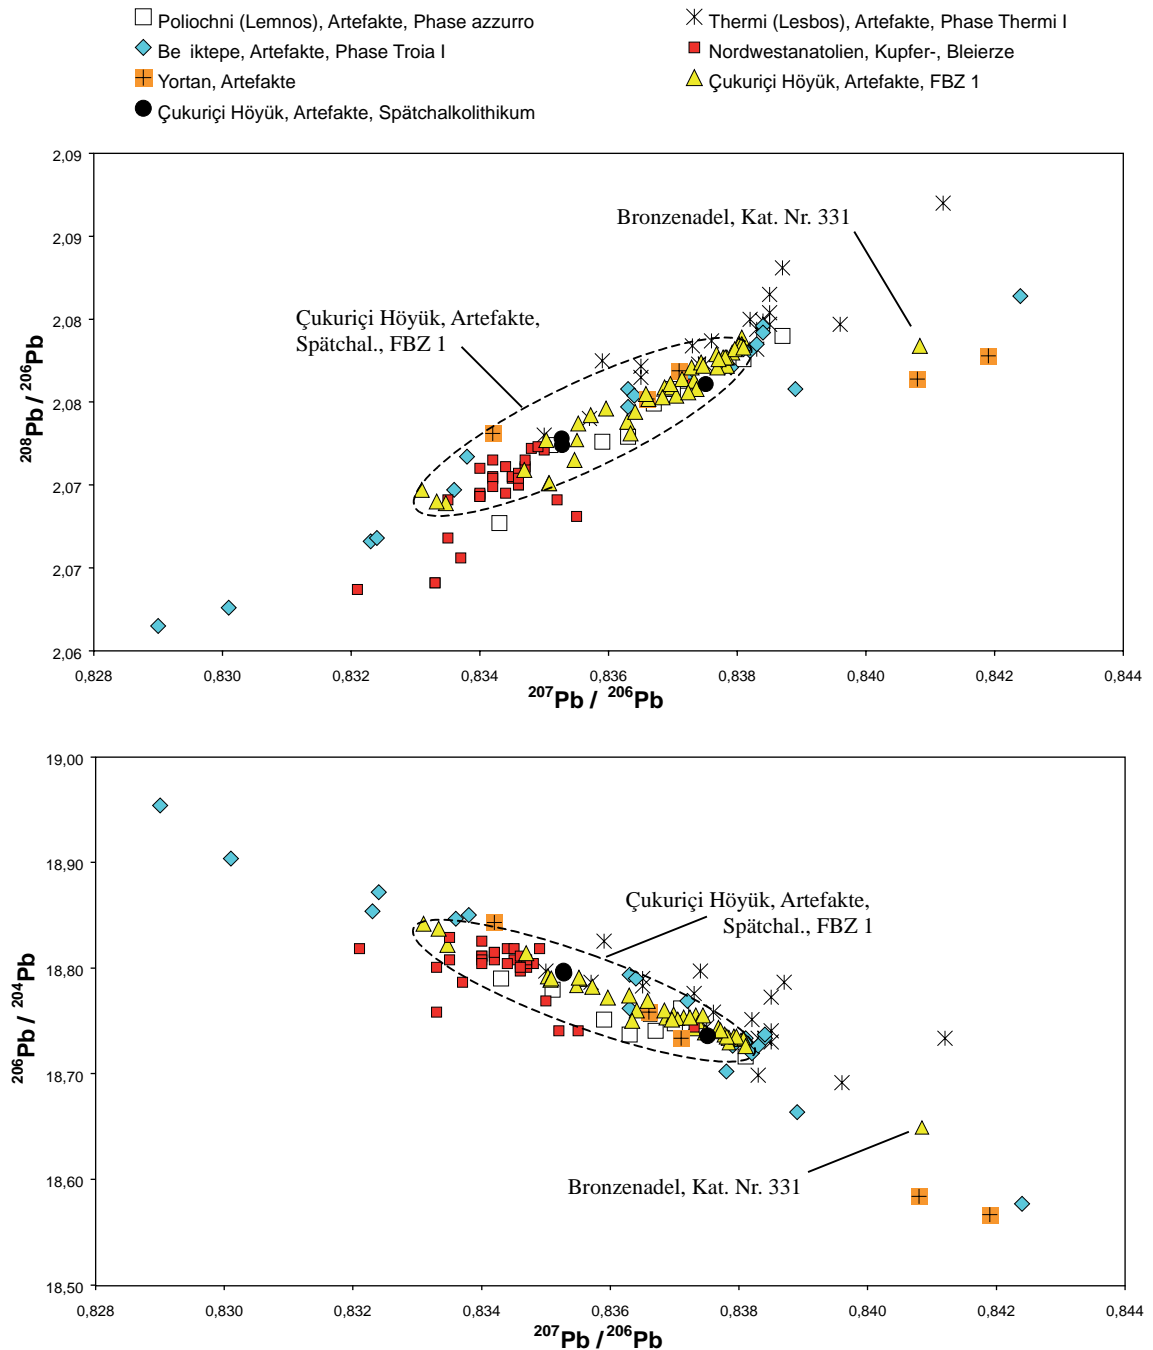 Poliochni (Lemnos), Artefakte, Phase azzurro
Thermi (Lesbos), Artefakte, Phase Thermi I
Be iktepe, Artefakte, Phase Troia I
Nordwestanatolien, Kupfer-, Bleierze
Yortan, Artefakte
Çukuriçi Höyük, Artefakte, FBZ 1
Çukuriçi Höyük, Artefakte, Spätchalkolithikum
2,09
2,09
2,08
2,08
2,07
2,07
2,06
²⁰⁸Pb / ²⁰⁶Pb
Bronzenadel, Kat. Nr. 331
Çukuriçi Höyük, Artefakte,
Spätchal., FBZ 1
0,828 0,830 0,832 0,834 0,836 0,838 0,840 0,842 0,844
²⁰⁷Pb / ²⁰⁶Pb
19,00
18,90
18,80
18,70
18,60
18,50
²⁰⁶Pb / ²⁰⁴Pb
Çukuriçi Höyük, Artefakte,
Spätchal., FBZ 1
Bronzenadel, Kat. Nr. 331
0,828 0,830 0,832 0,834 0,836 0,838 0,840 0,842 0,844
²⁰⁷Pb / ²⁰⁶Pb